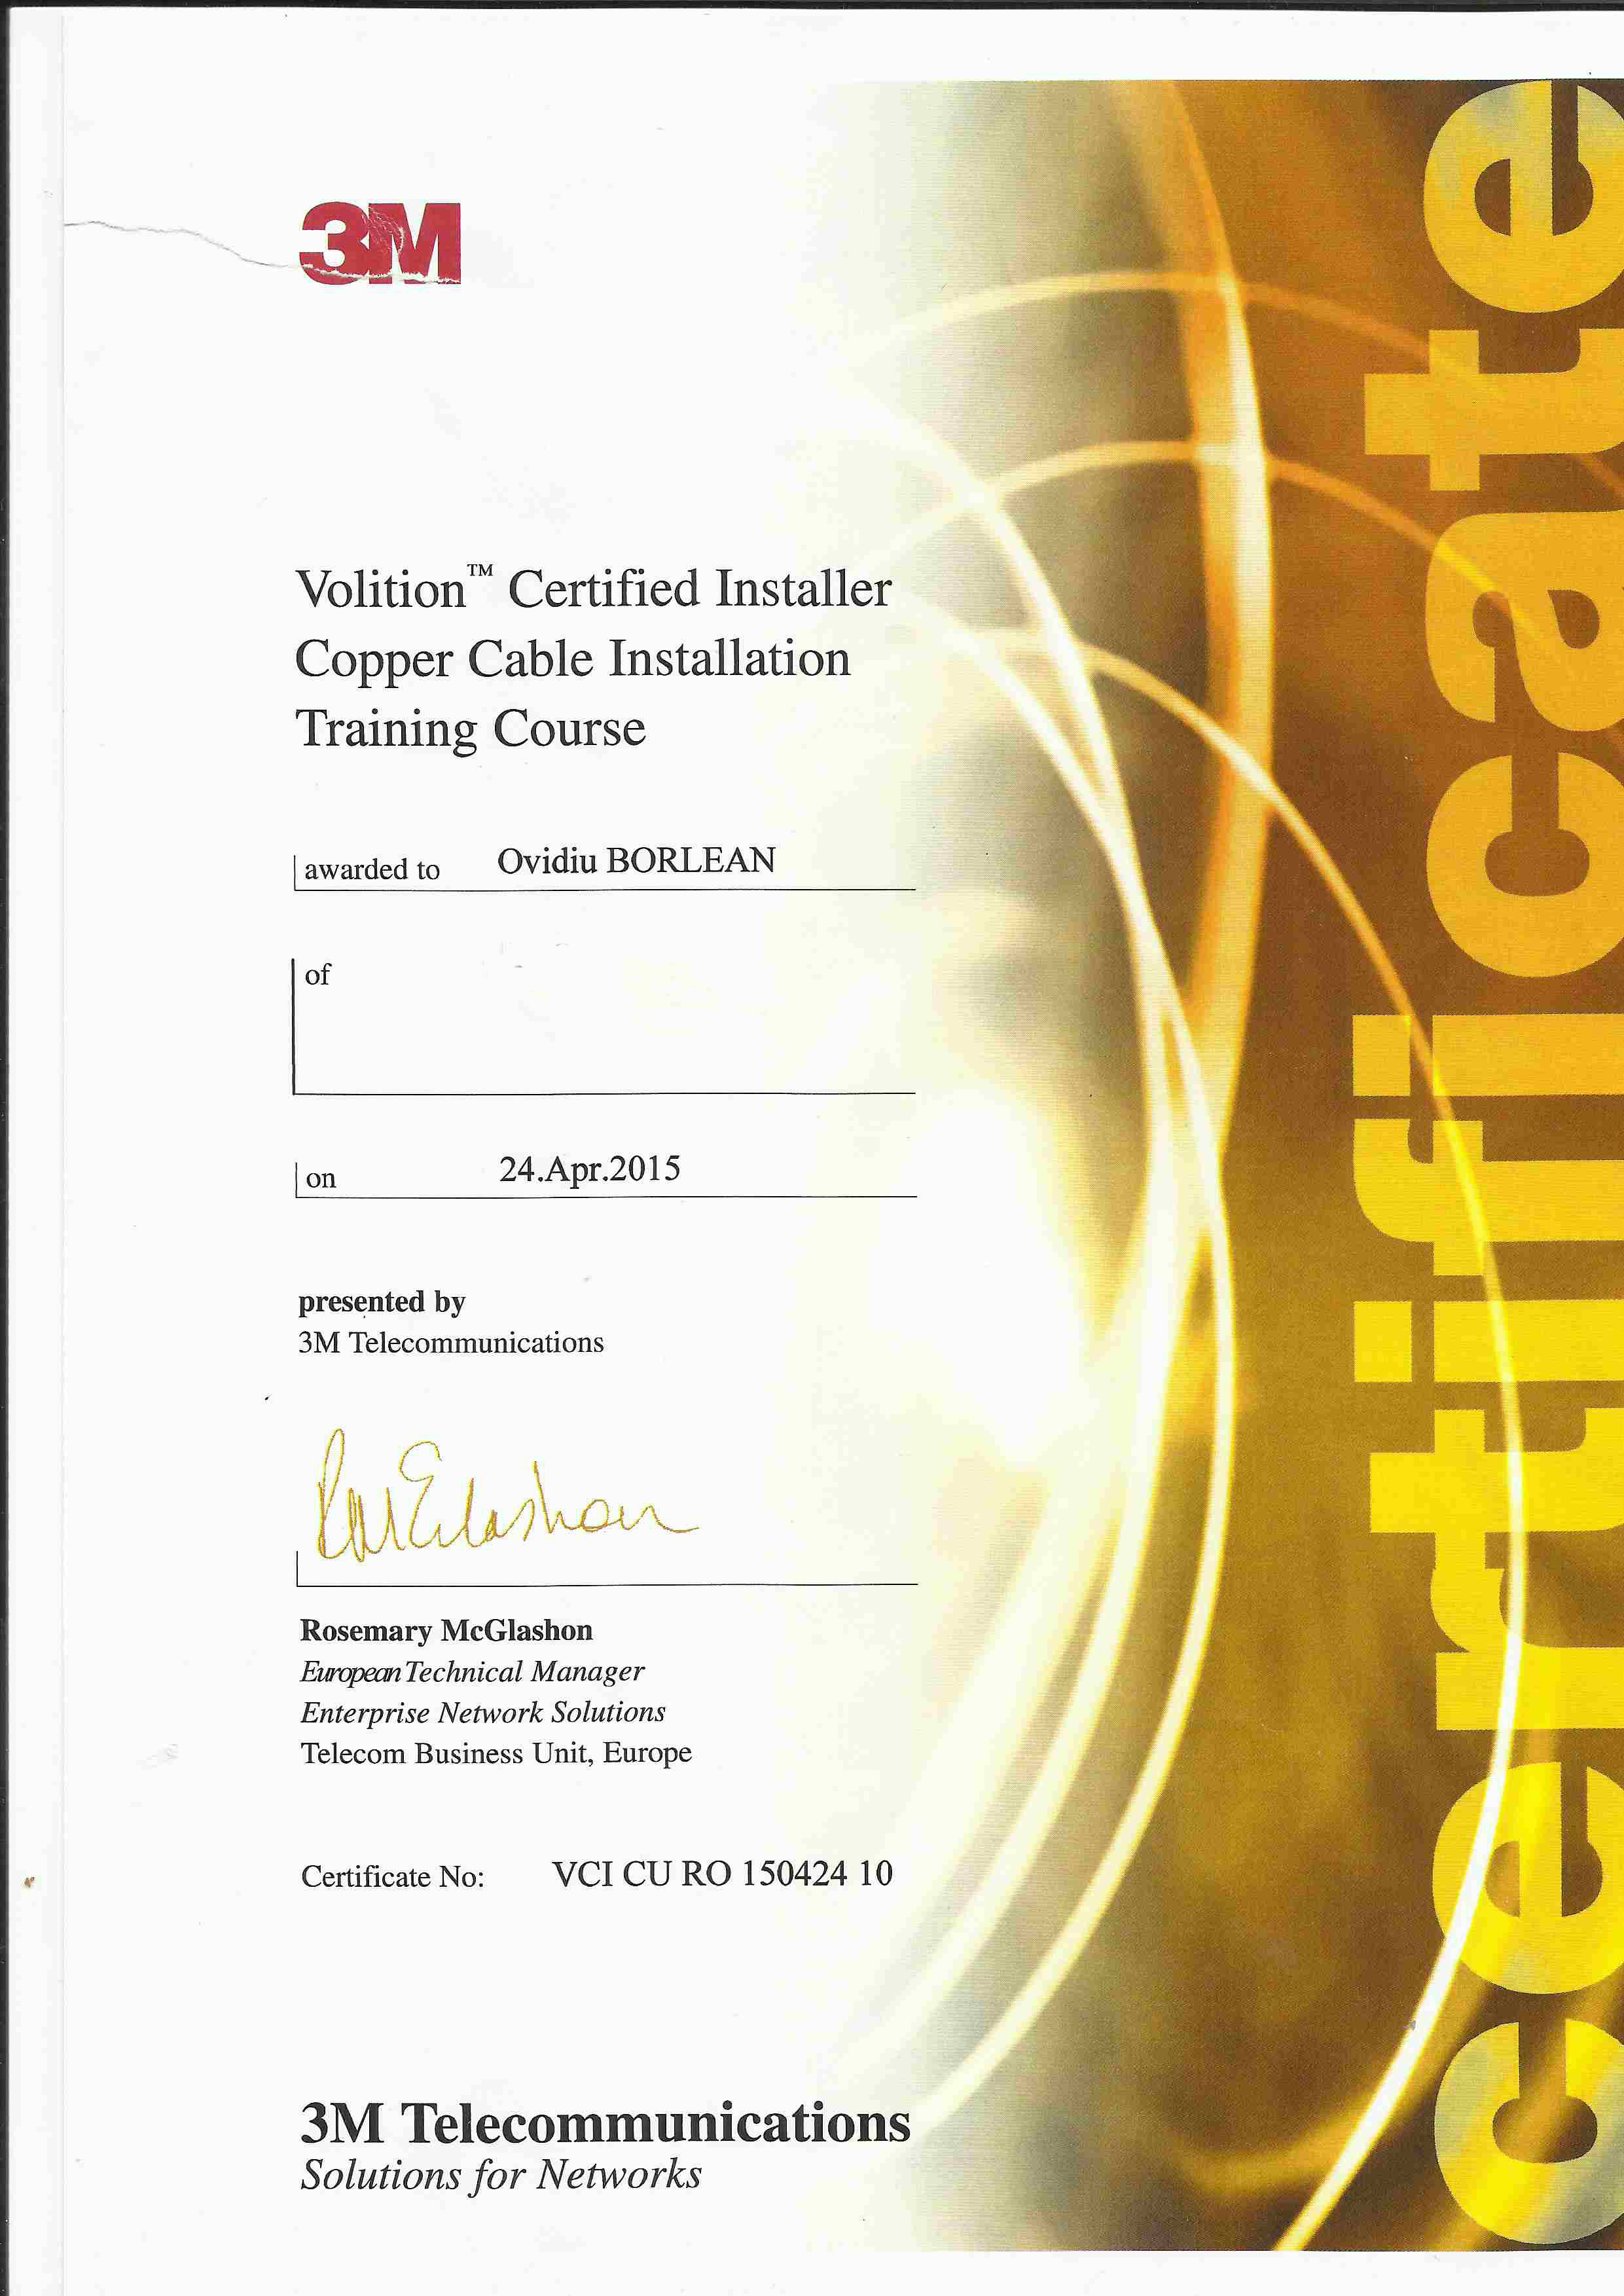 3M
Volition™ Certified Installer
Copper Cable Installation
Training Course
awarded to Ovidiu BORLEAN
of
on 24.Apr.2015
presented by
3M Telecommunications
RMcGlashon
Rosemary McGlashon
European Technical Manager
Enterprise Network Solutions
Telecom Business Unit, Europe
Certificate No: VCI CU RO 150424 10
3M Telecommunications
Solutions for Networks
certificate